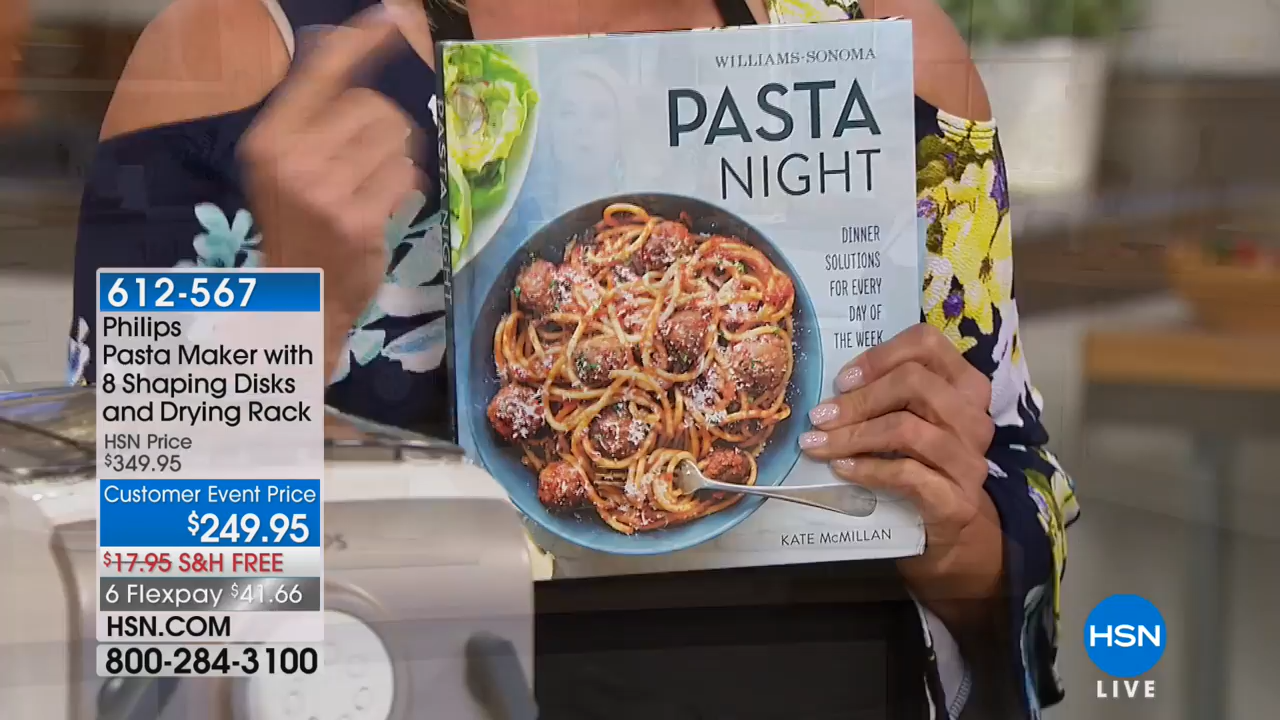 WILLIAMS-SONOMA
PASTA
NIGHT
DINNER
SOLUTIONS
FOR EVERY
DAY OF
THE WEEK
KATE McMILLAN
PASTA NIGHT
612-567
Philips
Pasta Maker with
8 Shaping Disks
and Drying Rack
HSN Price
$349.95
Customer Event Price
$249.95
$17.95 S&H FREE
6 Flexpay $41.66
HSN.COM
800-284-3100
HSN
LIVE